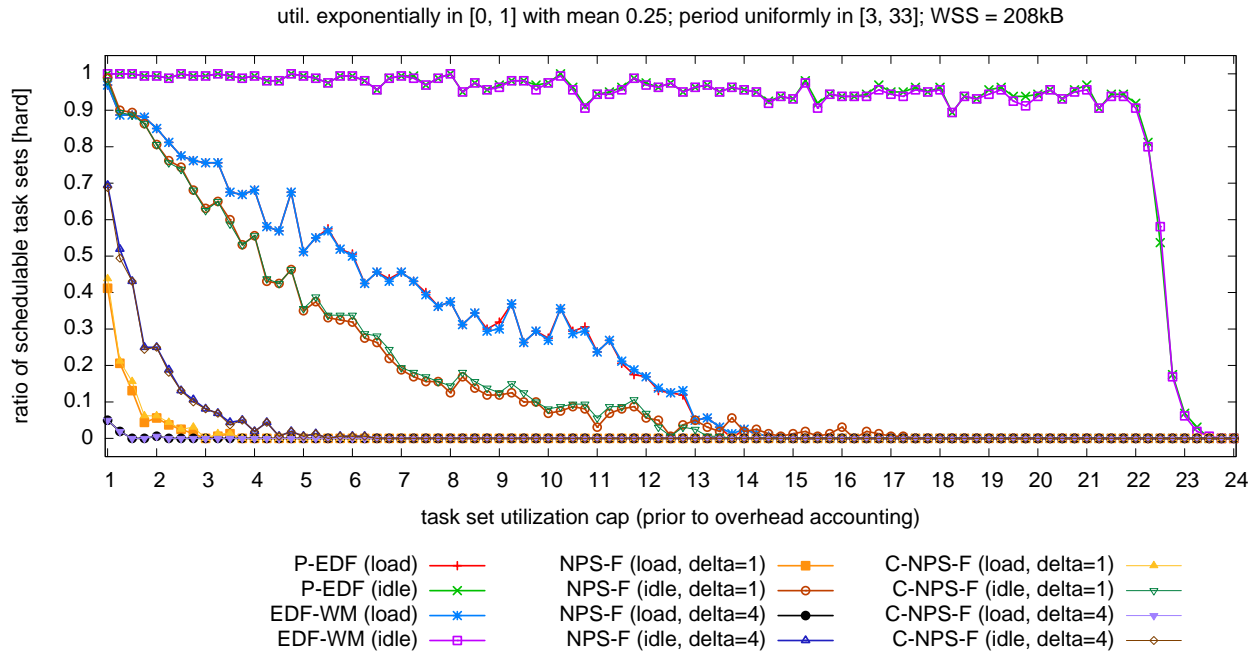 util. exponentially in [0, 1] with mean 0.25; period uniformly in [3, 33]; WSS = 208kB
ratio of schedulable task sets [hard]
1
0.9
0.8
0.7
0.6
0.5
0.4
0.3
0.2
0.1
0
1 2 3 4 5 6 7 8 9 10 11 12 13 14 15 16 17 18 19 20 21 22 23 24
task set utilization cap (prior to overhead accounting)
P-EDF (load) NPS-F (load, delta=1) C-NPS-F (load, delta=1)
P-EDF (idle) NPS-F (idle, delta=1) C-NPS-F (idle, delta=1)
EDF-WM (load) NPS-F (load, delta=4) C-NPS-F (load, delta=4)
EDF-WM (idle) NPS-F (idle, delta=4) C-NPS-F (idle, delta=4)